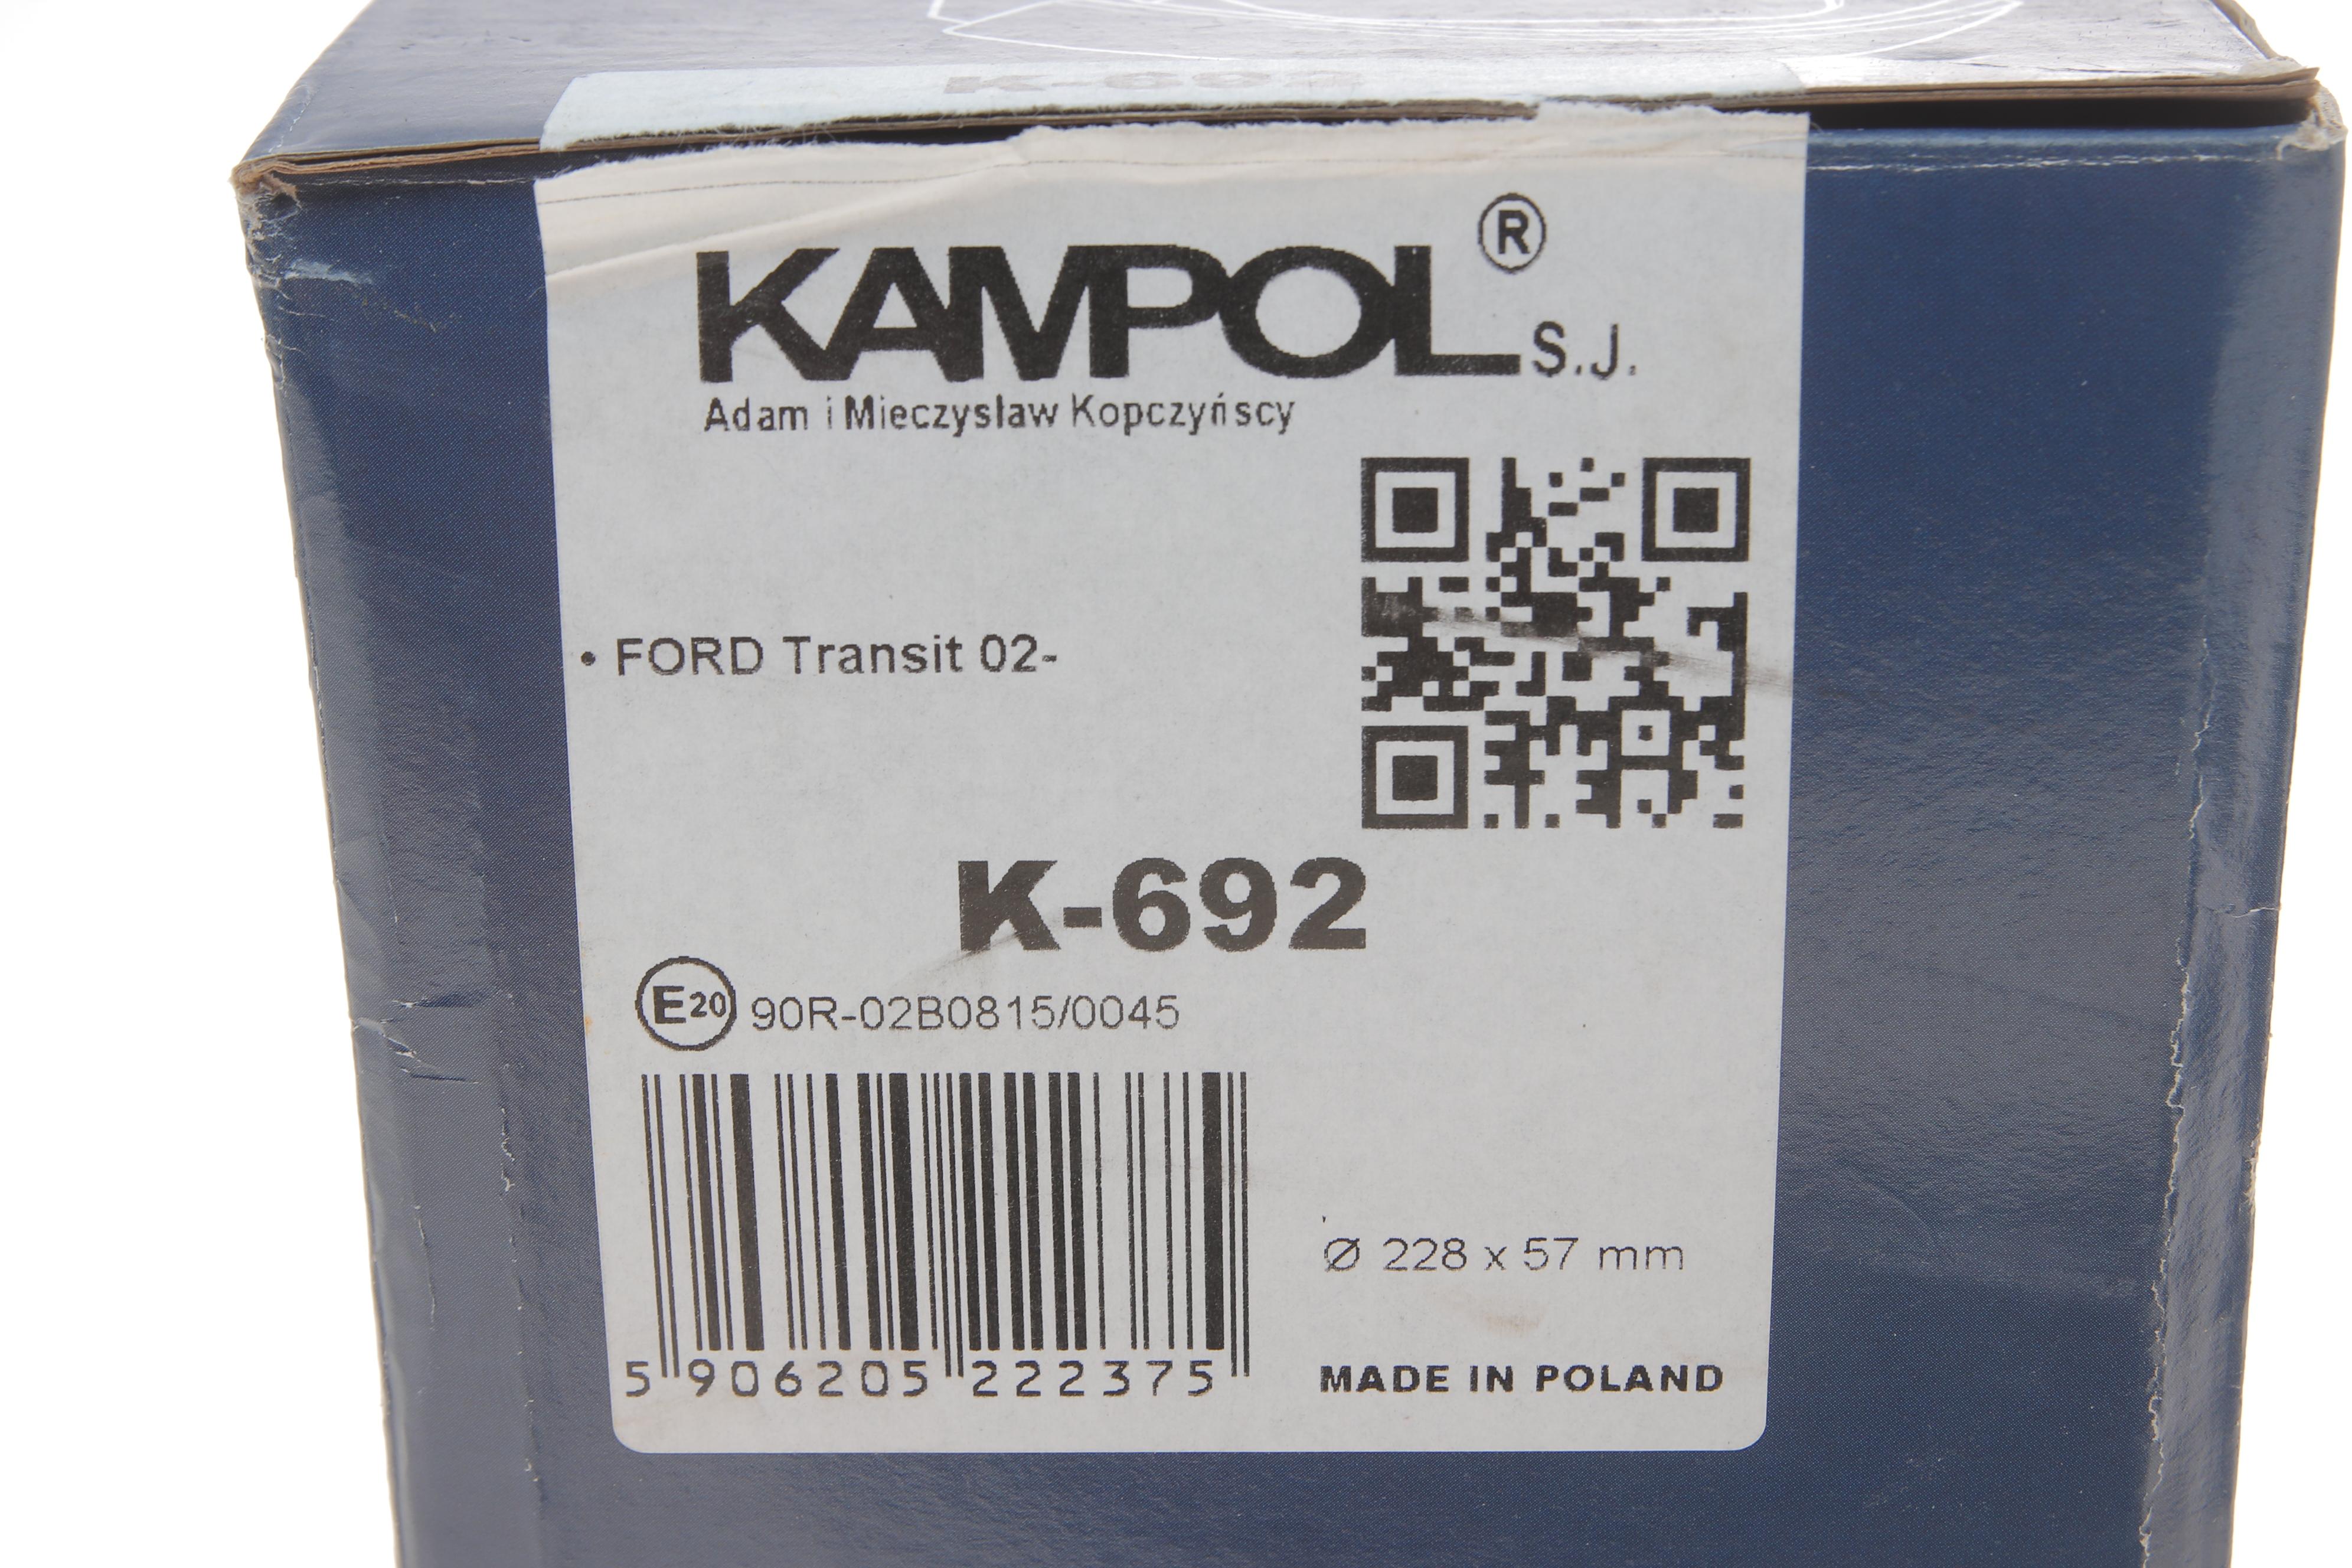 K-692
KAMPOL® S.J.
Adam i Mieczysław Kopczyńscy
• FORD Transit 02-
K-692
E20 90R-02B0815/0045
5 906205 222375
Ø 228 x 57 mm
MADE IN POLAND